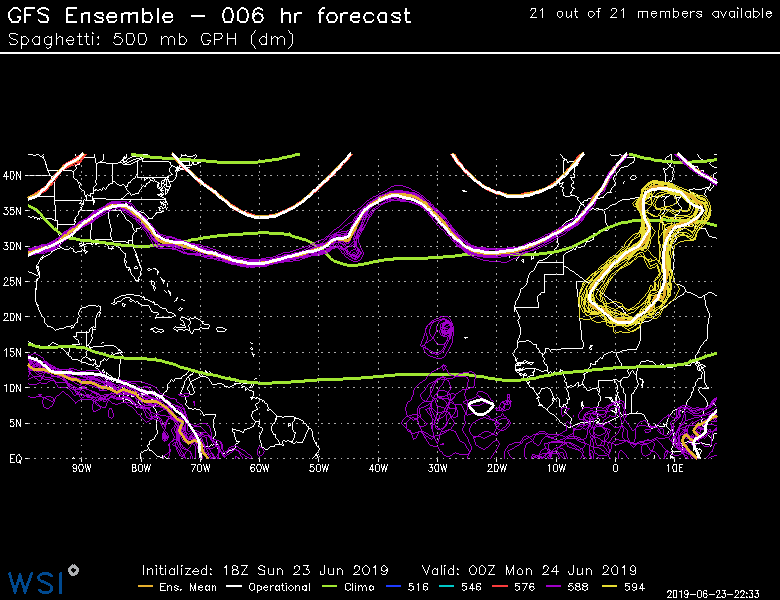 GFS Ensemble – 006 hr forecast
21 out of 21 members available
Spaghetti: 500 mb GPH (dm)
40N
35N
30N
25N
20N
15N
10N
5N
EQ
90W 80W 70W 60W 50W 40W 30W 20W 10W 0 10E
Initialized: 18Z Sun 23 Jun 2019 Valid: 00Z Mon 24 Jun 2019
WSI
Ens. Mean Operational Climo 516 546 576 588 594
2019-06-23-22:33